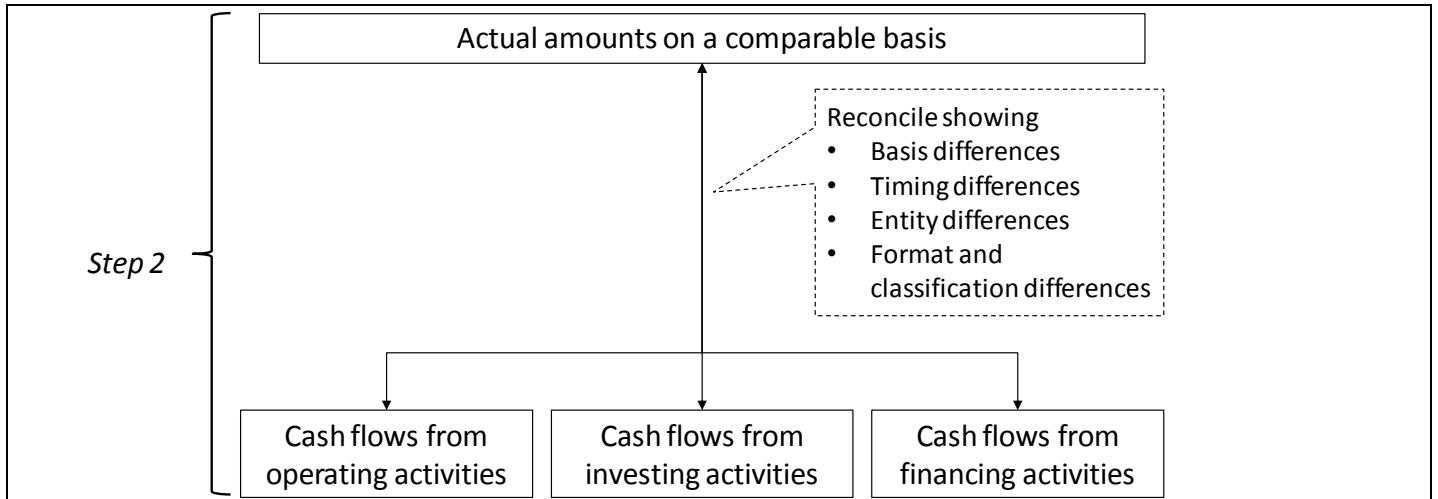 Actual amounts on a comparable basis
Reconcile showing
• Basis differences
• Timing differences
• Entity differences
• Format and
classification differences
Step 2
Cash flows from
operating activities
Cash flows from
investing activities
Cash flows from
financing activities